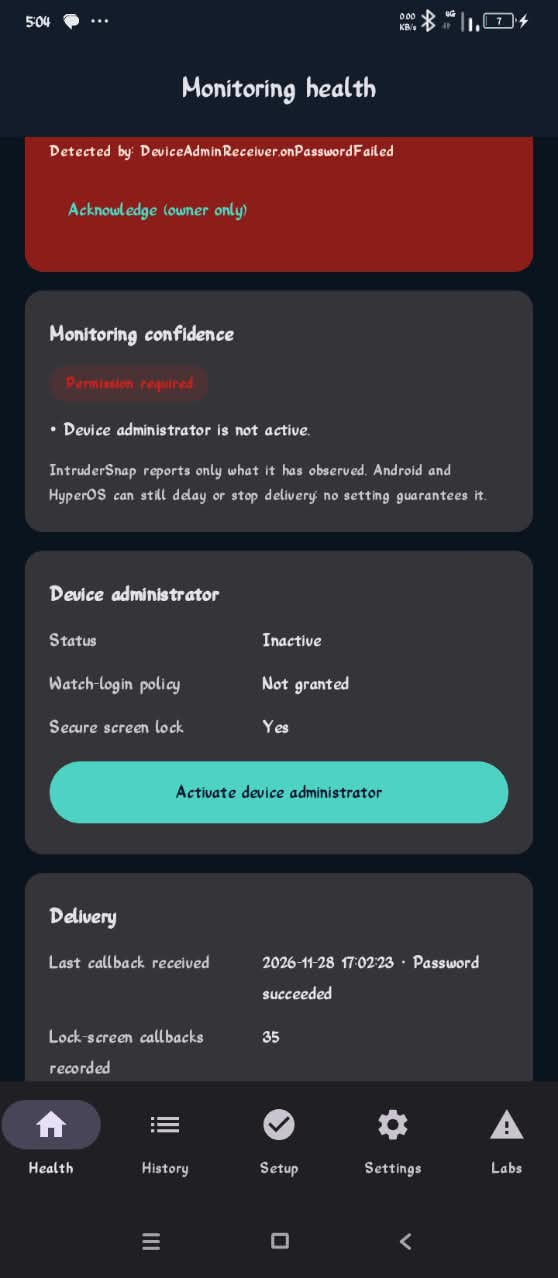 5:04
0.00
KB/s
4G
7
Monitoring health
Detected by: DeviceAdminReceiver.onPasswordFailed
Acknowledge (owner only)
Monitoring confidence
Permission required
• Device administrator is not active.
IntruderSnap reports only what it has observed. Android and
HyperOS can still delay or stop delivery; no setting guarantees it.
Device administrator
Status Inactive
Watch-login policy Not granted
Secure screen lock Yes
Activate device administrator
Delivery
Last callback received 2026-11-28 17:02:23 · Password
succeeded
Lock-screen callbacks 35
recorded
Health History Setup Settings Labs